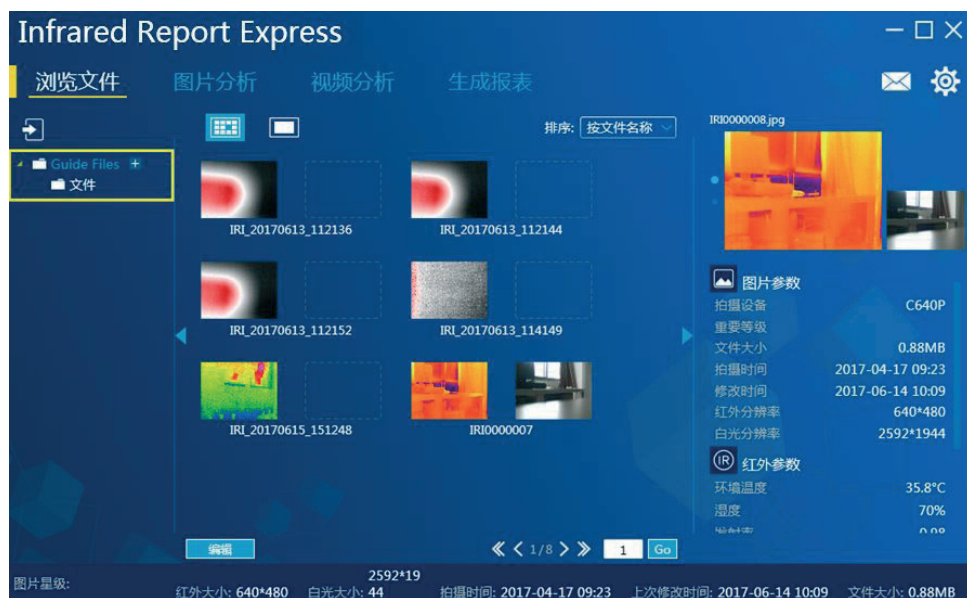 Infrared Report Express
浏览文件 图片分析 视频分析 生成报表
排序: 按文件名称
Guide Files +
文件
IRI_20170613_112136 IRI_20170613_112144
IRI_20170613_112152 IRI_20170613_114149
IRI_20170615_151248 IRI0000007
编辑
1/8 1 Go
IRI0000008.jpg
图片参数
拍摄设备 C640P
重要等级
文件大小 0.88MB
拍摄时间 2017-04-17 09:23
修改时间 2017-06-14 10:09
红外分辨率 640*480
白光分辨率 2592*1944
IR 红外参数
环境温度 35.8°C
湿度 70%
图片星级:
红外大小: 640*480 白光大小: 2592*1944 拍摄时间: 2017-04-17 09:23 上次修改时间: 2017-06-14 10:09 文件大小: 0.88MB